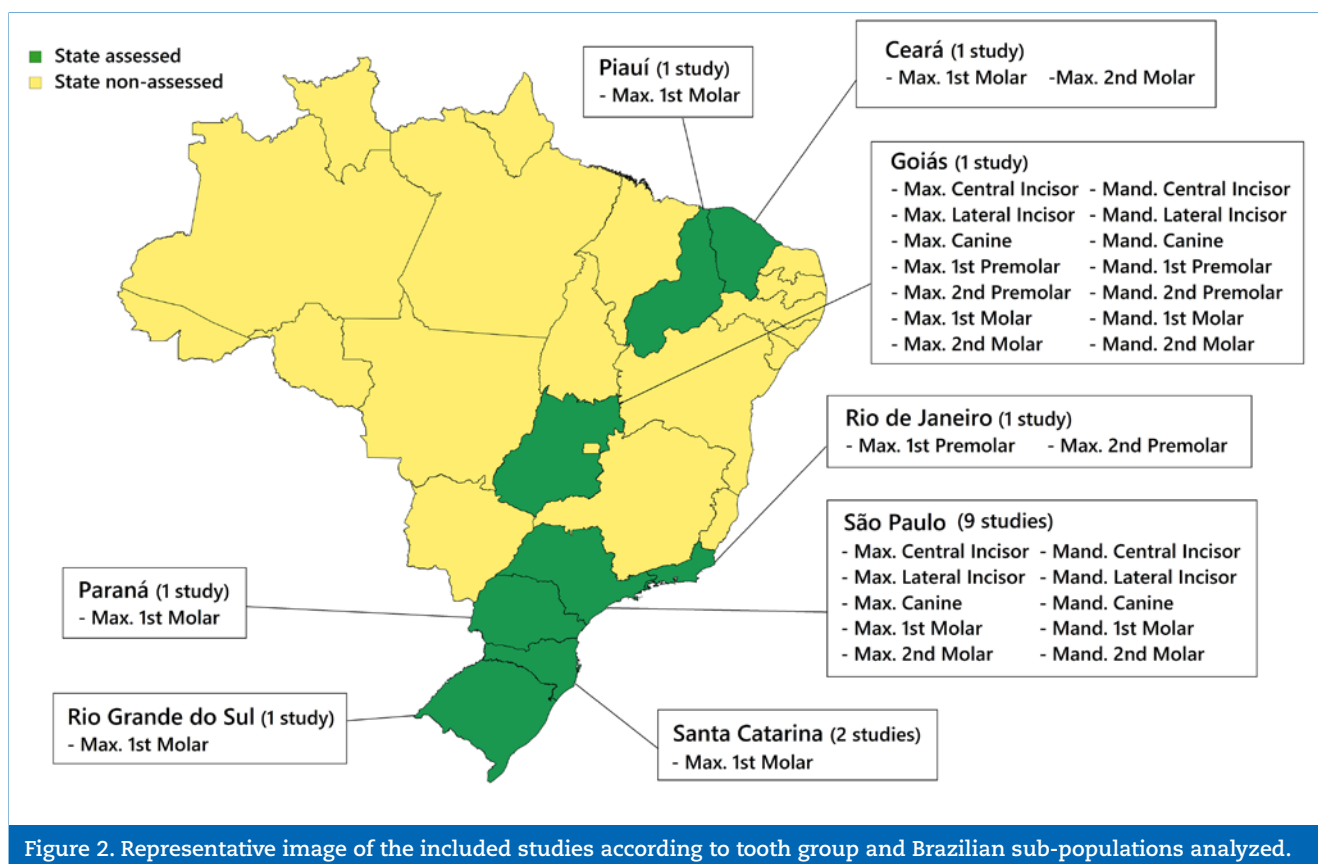 State assessed
State non-assessed
Piauí (1 study)
- Max. 1st Molar
Ceará (1 study)
- Max. 1st Molar -Max. 2nd Molar
Goiás (1 study)
- Max. Central Incisor - Mand. Central Incisor
- Max. Lateral Incisor - Mand. Lateral Incisor
- Max. Canine - Mand. Canine
- Max. 1st Premolar - Mand. 1st Premolar
- Max. 2nd Premolar - Mand. 2nd Premolar
- Max. 1st Molar - Mand. 1st Molar
- Max. 2nd Molar - Mand. 2nd Molar
Rio de Janeiro (1 study)
- Max. 1st Premolar - Max. 2nd Premolar
São Paulo (9 studies)
- Max. Central Incisor - Mand. Central Incisor
- Max. Lateral Incisor - Mand. Lateral Incisor
- Max. Canine - Mand. Canine
- Max. 1st Molar - Mand. 1st Molar
- Max. 2nd Molar - Mand. 2nd Molar
Paraná (1 study)
- Max. 1st Molar
Rio Grande do Sul (1 study)
- Max. 1st Molar
Santa Catarina (2 studies)
- Max. 1st Molar
Figure 2. Representative image of the included studies according to tooth group and Brazilian sub-populations analyzed.